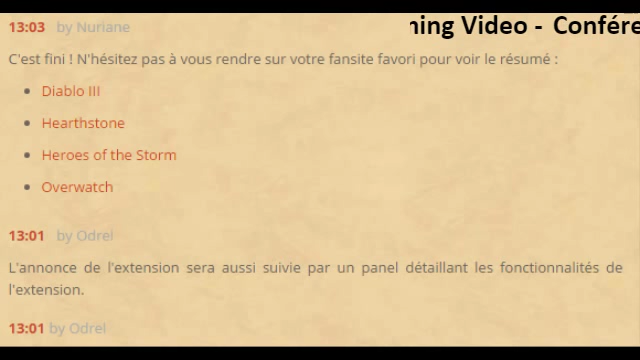 13:03 by Nuriane
ning Video - Confére
C'est fini ! N'hésitez pas à vous rendre sur votre fansite favori pour voir le résumé :
Diablo III
Hearthstone
Heroes of the Storm
Overwatch
13:01 by Odrel
L'annonce de l'extension sera aussi suivie par un panel détaillant les fonctionnalités de
l'extension.
13:01 by Odrel